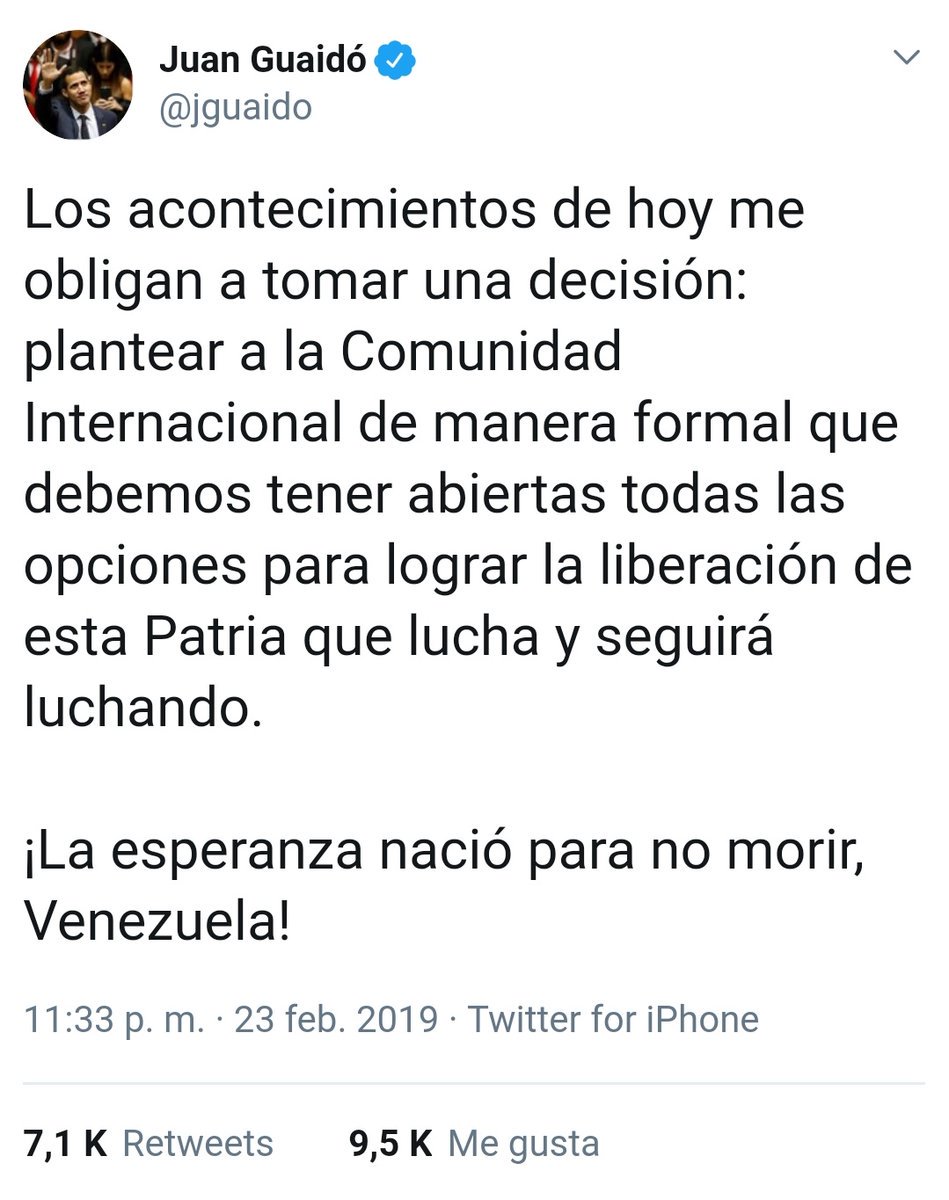 Juan Guaidó
@jguaido
Los acontecimientos de hoy me
obligan a tomar una decisión:
plantear a la Comunidad
Internacional de manera formal que
debemos tener abiertas todas las
opciones para lograr la liberación de
esta Patria que lucha y seguirá
luchando.
¡La esperanza nació para no morir,
Venezuela!
11:33 p. m. · 23 feb. 2019 · Twitter for iPhone
7,1 K Retweets 9,5 K Me gusta